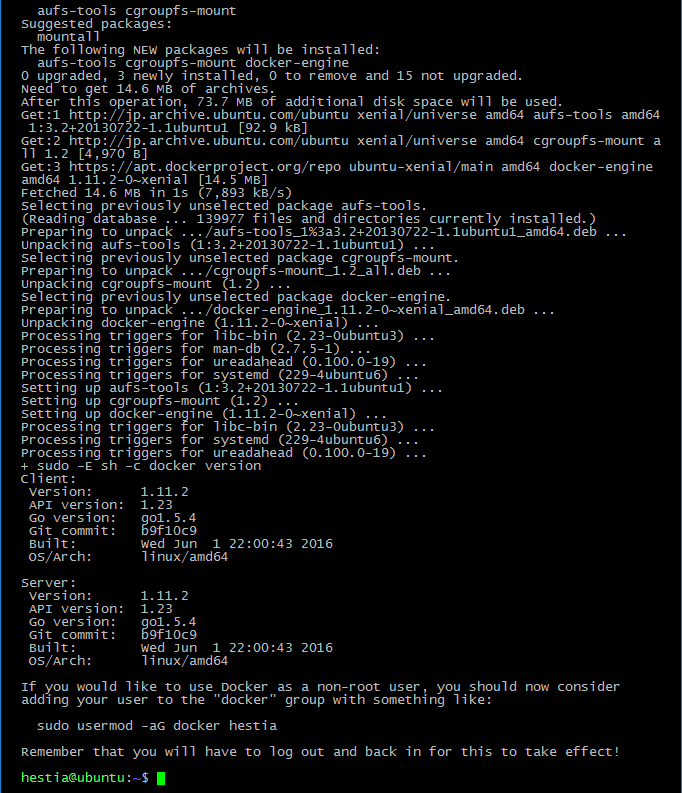 aufs-tools cgroupfs-mount
Suggested packages:
  mountall
The following NEW packages will be installed:
  aufs-tools cgroupfs-mount docker-engine
0 upgraded, 3 newly installed, 0 to remove and 15 not upgraded.
Need to get 14.6 MB of archives.
After this operation, 73.7 MB of additional disk space will be used.
Get:1 http://jp.archive.ubuntu.com/ubuntu xenial/universe amd64 aufs-tools amd64
 1:3.2+20130722-1.1ubuntu1 [92.9 kB]
Get:2 http://jp.archive.ubuntu.com/ubuntu xenial/universe amd64 cgroupfs-mount a
ll 1.2 [4,970 B]
Get:3 https://apt.dockerproject.org/repo ubuntu-xenial/main amd64 docker-engine
amd64 1.11.2-0~xenial [14.5 MB]
Fetched 14.6 MB in 1s (7,893 kB/s)
Selecting previously unselected package aufs-tools.
(Reading database ... 139977 files and directories currently installed.)
Preparing to unpack .../aufs-tools_1%3a3.2+20130722-1.1ubuntu1_amd64.deb ...
Unpacking aufs-tools (1:3.2+20130722-1.1ubuntu1) ...
Selecting previously unselected package cgroupfs-mount.
Preparing to unpack .../cgroupfs-mount_1.2_all.deb ...
Unpacking cgroupfs-mount (1.2) ...
Selecting previously unselected package docker-engine.
Preparing to unpack .../docker-engine_1.11.2-0~xenial_amd64.deb ...
Unpacking docker-engine (1.11.2-0~xenial) ...
Processing triggers for libc-bin (2.23-0ubuntu3) ...
Processing triggers for man-db (2.7.5-1) ...
Processing triggers for ureadahead (0.100.0-19) ...
Processing triggers for systemd (229-4ubuntu6) ...
Setting up aufs-tools (1:3.2+20130722-1.1ubuntu1) ...
Setting up cgroupfs-mount (1.2) ...
Setting up docker-engine (1.11.2-0~xenial) ...
Processing triggers for libc-bin (2.23-0ubuntu3) ...
Processing triggers for systemd (229-4ubuntu6) ...
Processing triggers for ureadahead (0.100.0-19) ...
+ sudo -E sh -c docker version
Client:
 Version:      1.11.2
 API version:  1.23
 Go version:   go1.5.4
 Git commit:   b9f10c9
 Built:        Wed Jun  1 22:00:43 2016
 OS/Arch:      linux/amd64

Server:
 Version:      1.11.2
 API version:  1.23
 Go version:   go1.5.4
 Git commit:   b9f10c9
 Built:        Wed Jun  1 22:00:43 2016
 OS/Arch:      linux/amd64

If you would like to use Docker as a non-root user, you should now consider
adding your user to the "docker" group with something like:

  sudo usermod -aG docker hestia

Remember that you will have to log out and back in for this to take effect!

hestia@ubuntu:~$